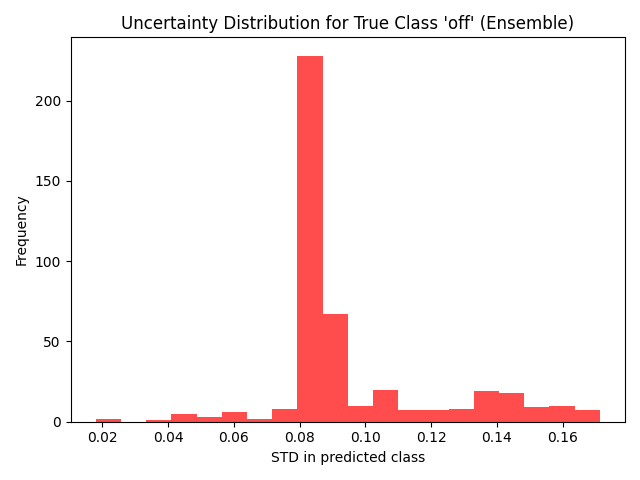 Uncertainty Distribution for True Class 'off' (Ensemble)
200
150
100
50
0
Frequency
0.02 0.04 0.06 0.08 0.10 0.12 0.14 0.16
STD in predicted class